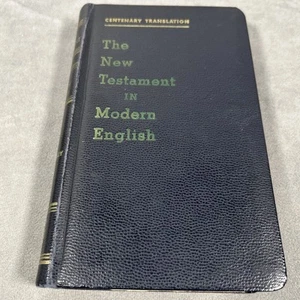 CENTENARY TRANSLATION
The
New
Testament
IN
Modern
English